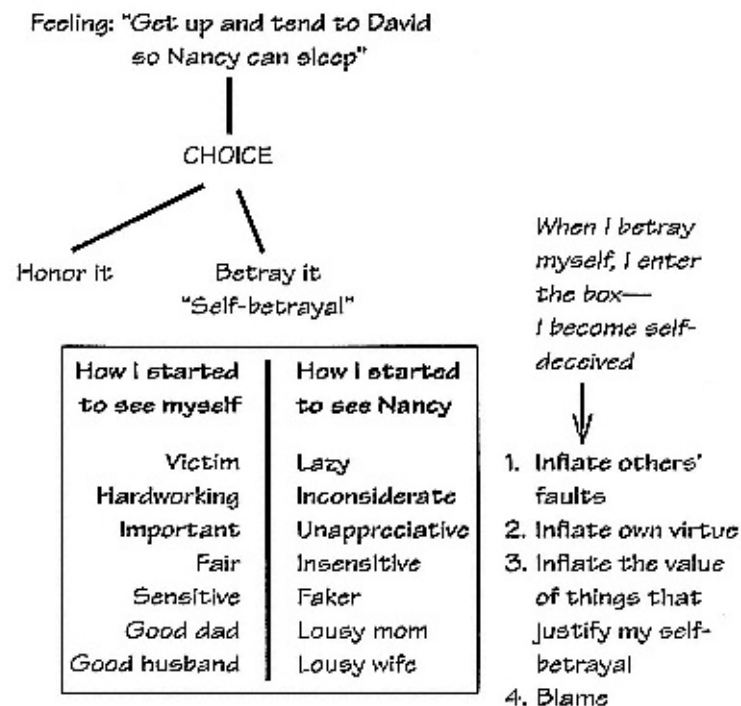 Feeling: "Get up and tend to David
so Nancy can sleep"
CHOICE
Honor it
Betray it
"Self-betrayal"
How I started
to see myself
Victim
Hardworking
Important
Fair
Sensitive
Good dad
Good husband
How I started
to see Nancy
Lazy
Inconsiderate
Unappreciative
Insensitive
Faker
Lousy mom
Lousy wife
When I betray
myself, I enter
the box—
I become self-
deceived
1. Inflate others'
faults
2. Inflate own virtue
3. Inflate the value
of things that
justify my self-
betrayal
4. Blame